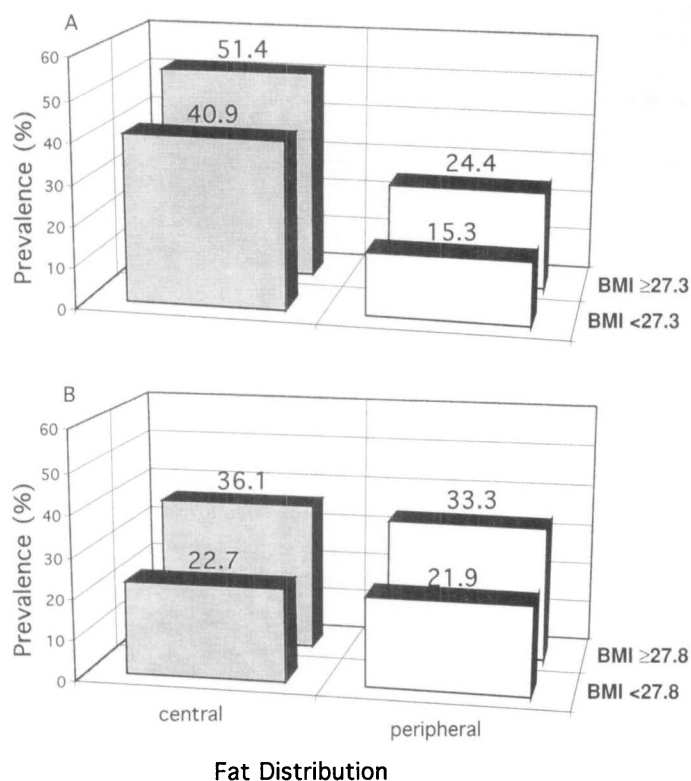 A
60
50
40
30
20
10
0
Prevalence (%)
51.4
40.9
24.4
15.3
BMI ≥27.3
BMI <27.3
B
60
50
40
30
20
10
0
Prevalence (%)
36.1
22.7
33.3
21.9
BMI ≥27.8
BMI <27.8
central
peripheral
Fat Distribution